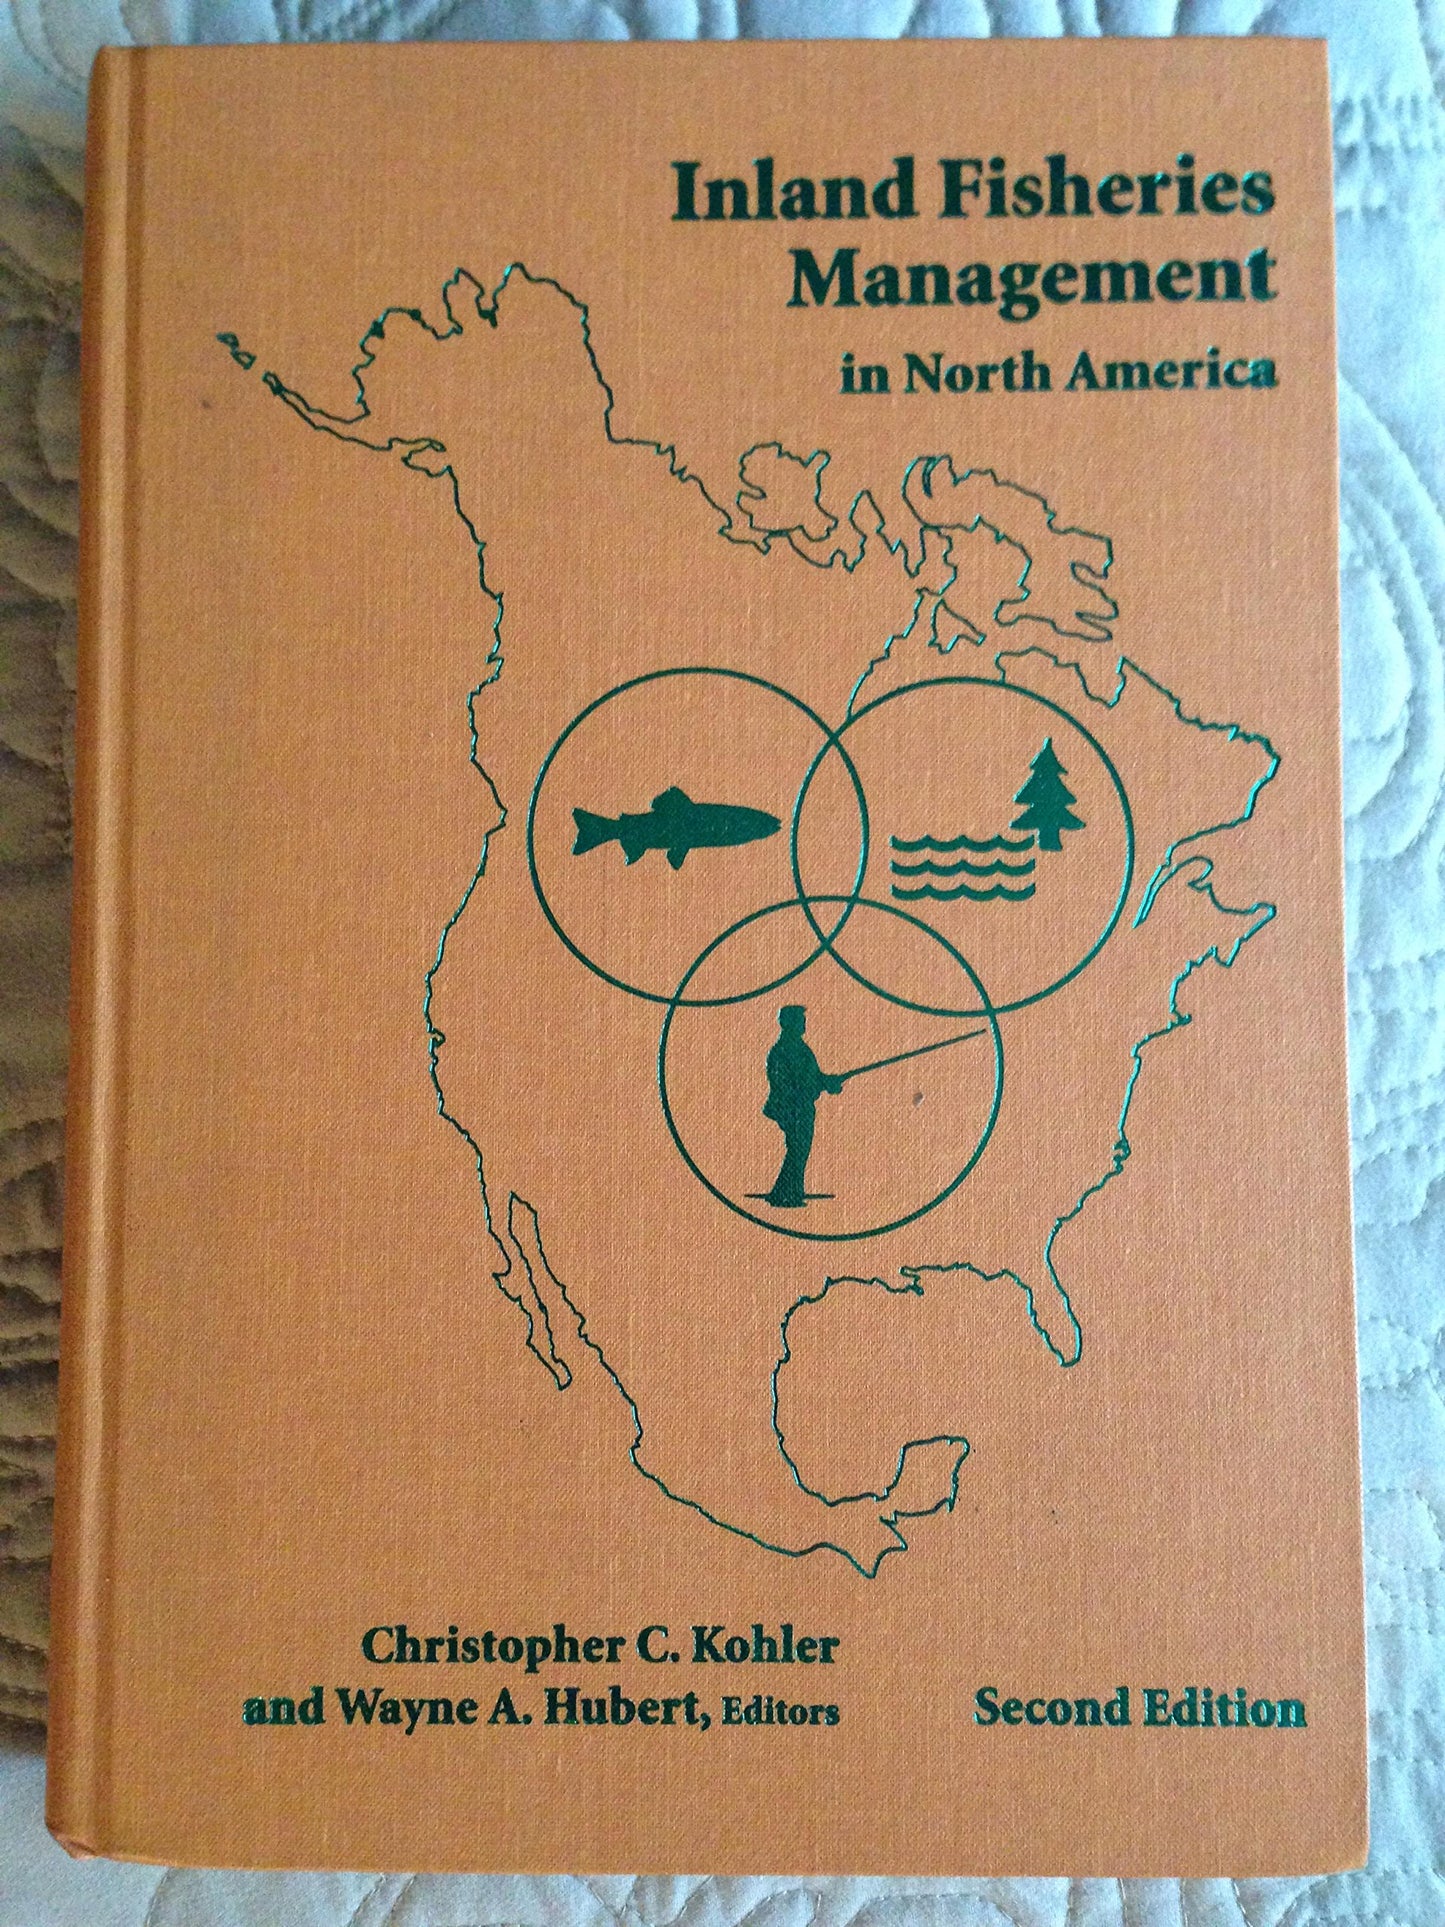 Inland Fisheries
Management
in North America
Christopher C. Kohler
and Wayne A. Hubert, Editors
Second Edition